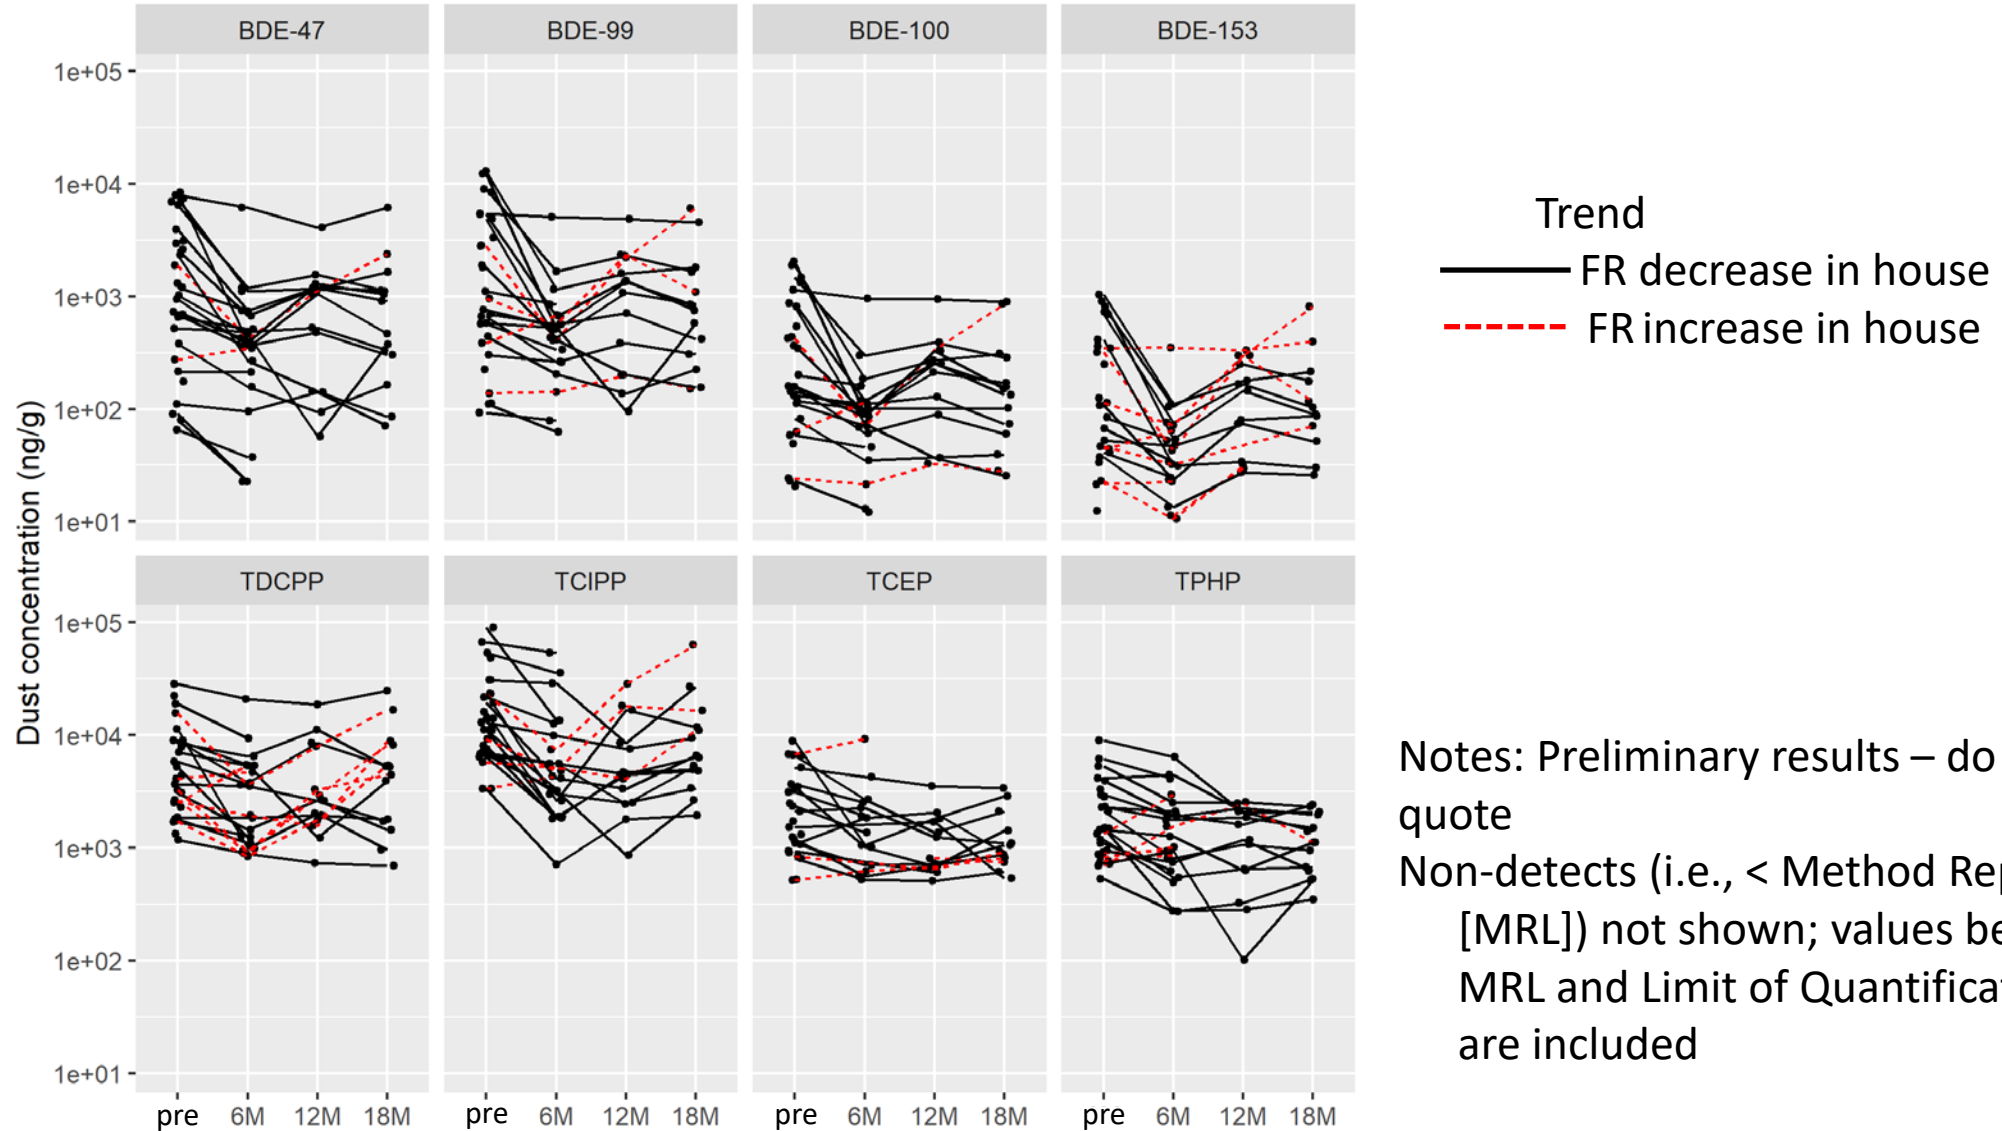 BDE-47 BDE-99 BDE-100 BDE-153
1e+05
1e+04
1e+03
1e+02
1e+01
Dust concentration (ng/g)
TDCPP TCIPP TCEP TPHP
1e+05
1e+04
1e+03
1e+02
1e+01
pre 6M 12M 18M pre 6M 12M 18M pre 6M 12M 18M pre 6M 12M 18M
Trend
FR decrease in house
FR increase in house
Notes: Preliminary results – do
quote
Non-detects (i.e., < Method
[MRL]) not shown; values
MRL and Limit of
are included